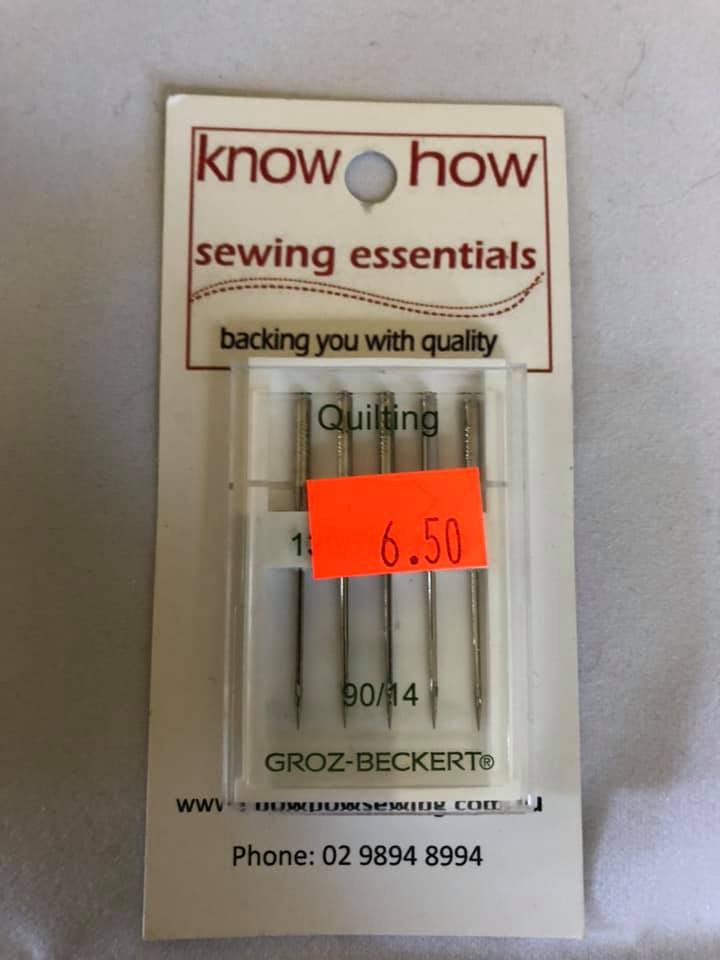 know how
sewing essentials
backing you with quality
Quilting
6.50
90/14
GROZ-BECKERT®
Phone: 02 9894 8994